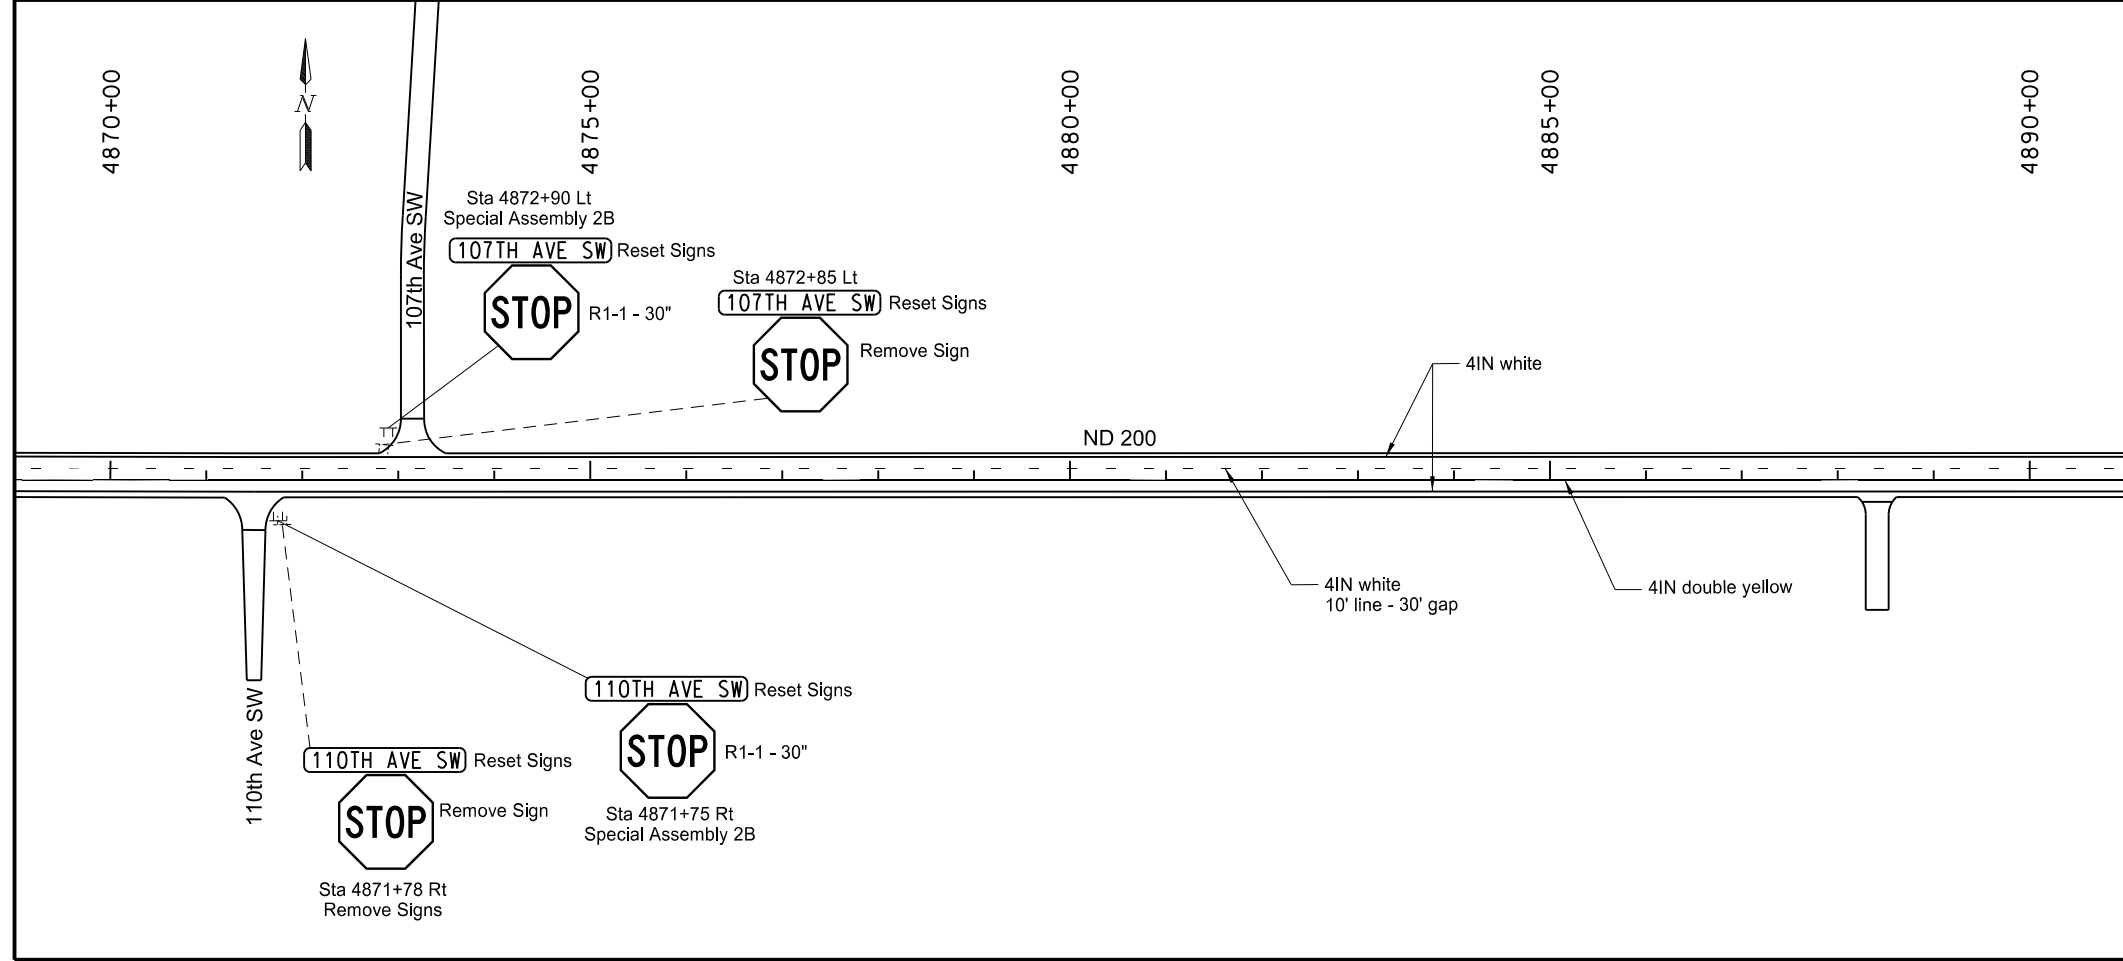 4870+00
4875+00
4880+00
4885+00
4890+00
N
107th Ave SW
Sta 4872+90 Lt
Special Assembly 2B
107TH AVE SW Reset Signs
STOP R1-1 - 30"
Sta 4872+85 Lt
107TH AVE SW Reset Signs
STOP Remove Sign
4IN white
ND 200
4IN white
10' line - 30' gap
4IN double yellow
110th Ave SW
110TH AVE SW Reset Signs
STOP R1-1 - 30"
Sta 4871+75 Rt
Special Assembly 2B
110TH AVE SW Reset Signs
STOP Remove Sign
Sta 4871+78 Rt
Remove Signs